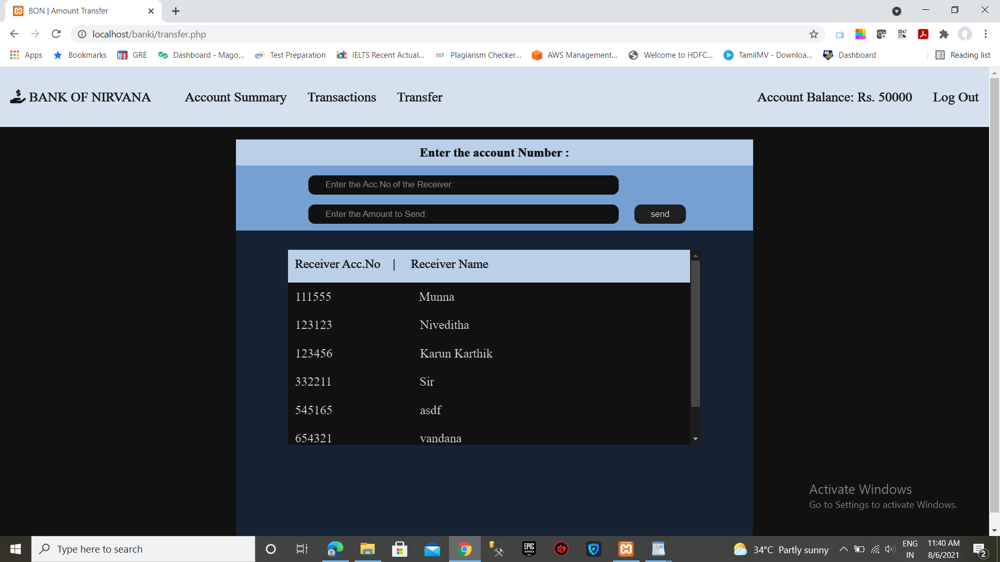 BON | Amount Transfer
localhost/banki/transfer.php
Apps Bookmarks GRE Dashboard - Mago... Test Preparation IELTS Recent Actual... SST Plagiarism Checker... AWS Management... Welcome to HDFC... TamilMV - Downloa... Dashboard Reading list
BANK OF NIRVANA Account Summary Transactions Transfer Account Balance: Rs. 50000 Log Out
Enter the account Number :
Enter the Acc.No of the Receiver:
Enter the Amount to Send: send
Receiver Acc.No | Receiver Name
111555 Munna
123123 Niveditha
123456 Karun Karthik
332211 Sir
545165 asdf
654321 vandana
Activate Windows
Go to Settings to activate Windows.
Type here to search
EPIC
GAMES
34°C Partly sunny
ENG
IN
11:40 AM
8/6/2021
2